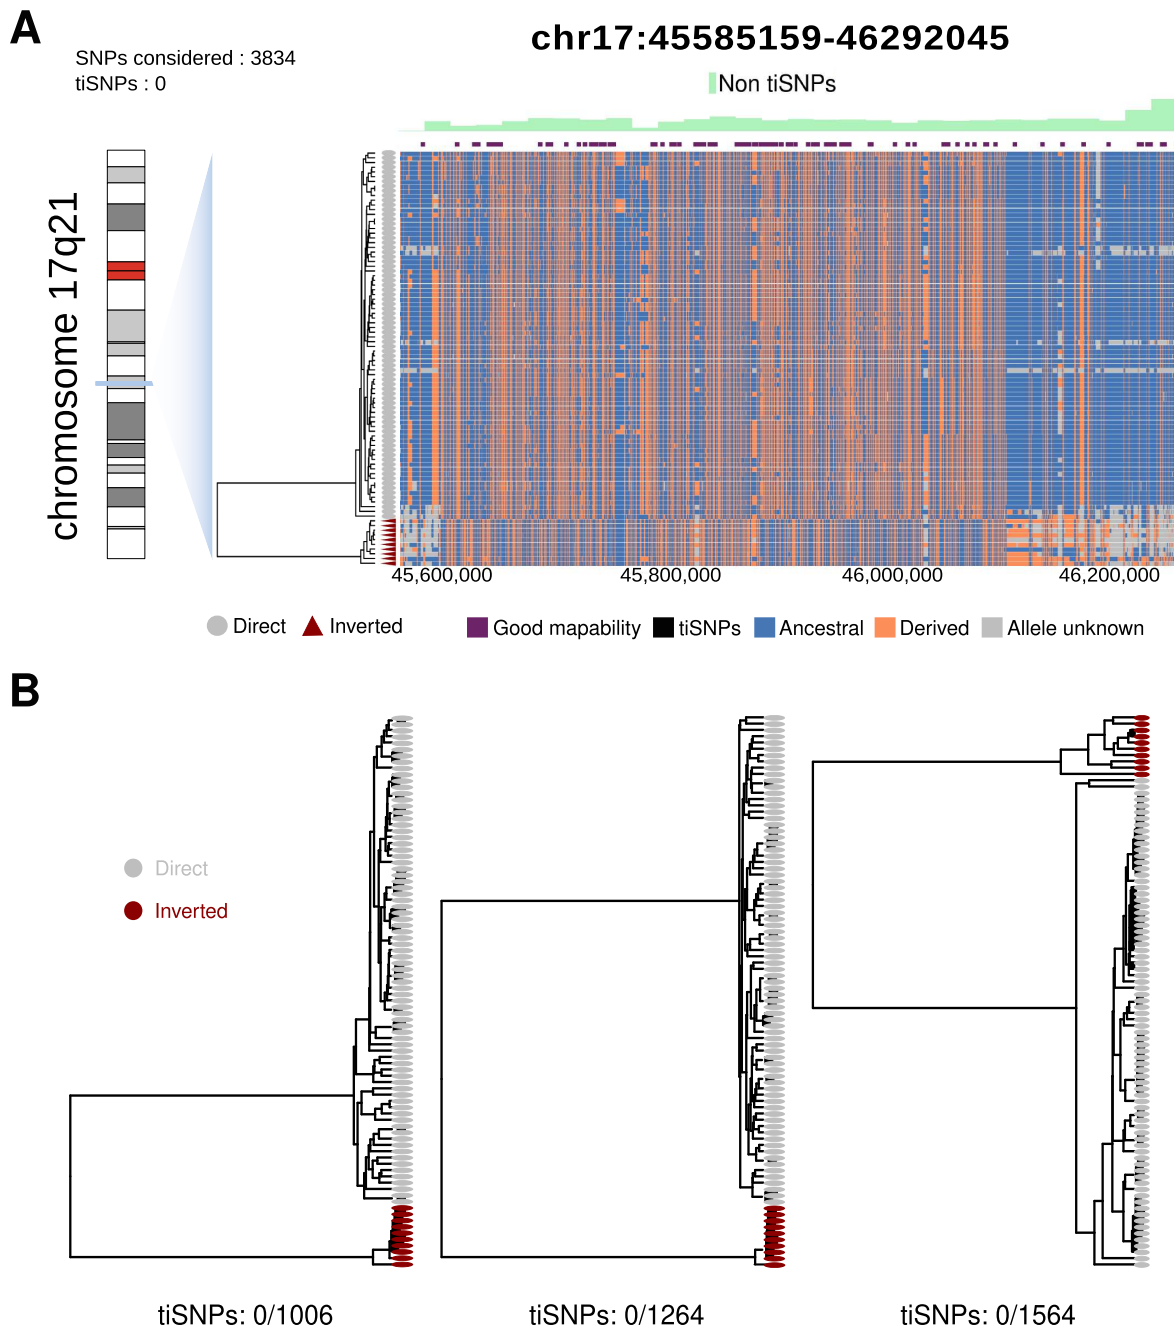 A
chr17:45585159-46292045
SNPs considered : 3834
tiSNPs : 0
Non tiSNPs
chromosome 17q21
45,600,000 45,800,000 46,000,000 46,200,000
Direct Inverted Good mapability tiSNPs Ancestral Derived Allele unknown
B
Direct
Inverted
tiSNPs: 0/1006 tiSNPs: 0/1264 tiSNPs: 0/1564